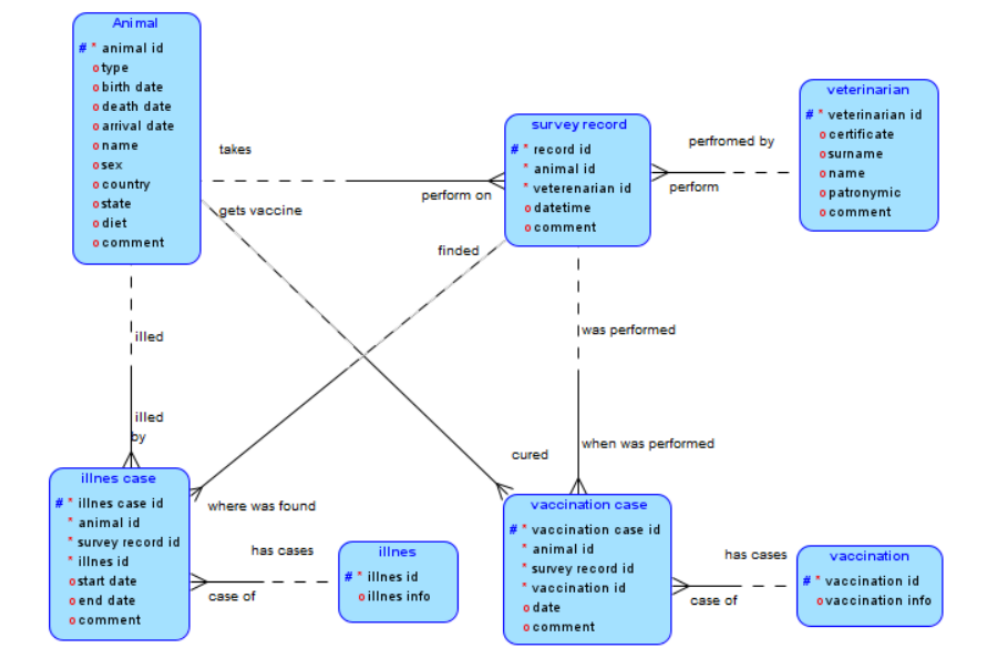 Animal
# * animal id
o type
o birth date
o death date
o arrival date
o name
o sex
o country
o state
o diet
o comment
takes
perform on
gets vaccine
survey record
# * record id
* animal id
* veterenarian id
o datetime
o comment
perfromed by
perform
veterinarian
# * veterinarian id
o certificate
o surname
o name
o patronymic
o comment
finded
illed
was performed
illed
by
when was performed
cured
where was found
illnes case
# * illnes case id
* animal id
* survey record id
* illnes id
o start date
o end date
o comment
has cases
case of
illnes
# * illnes id
o illnes info
vaccination case
# * vaccination case id
* animal id
* survey record id
* vaccination id
o date
o comment
has cases
case of
vaccination
# * vaccination id
o vaccination info